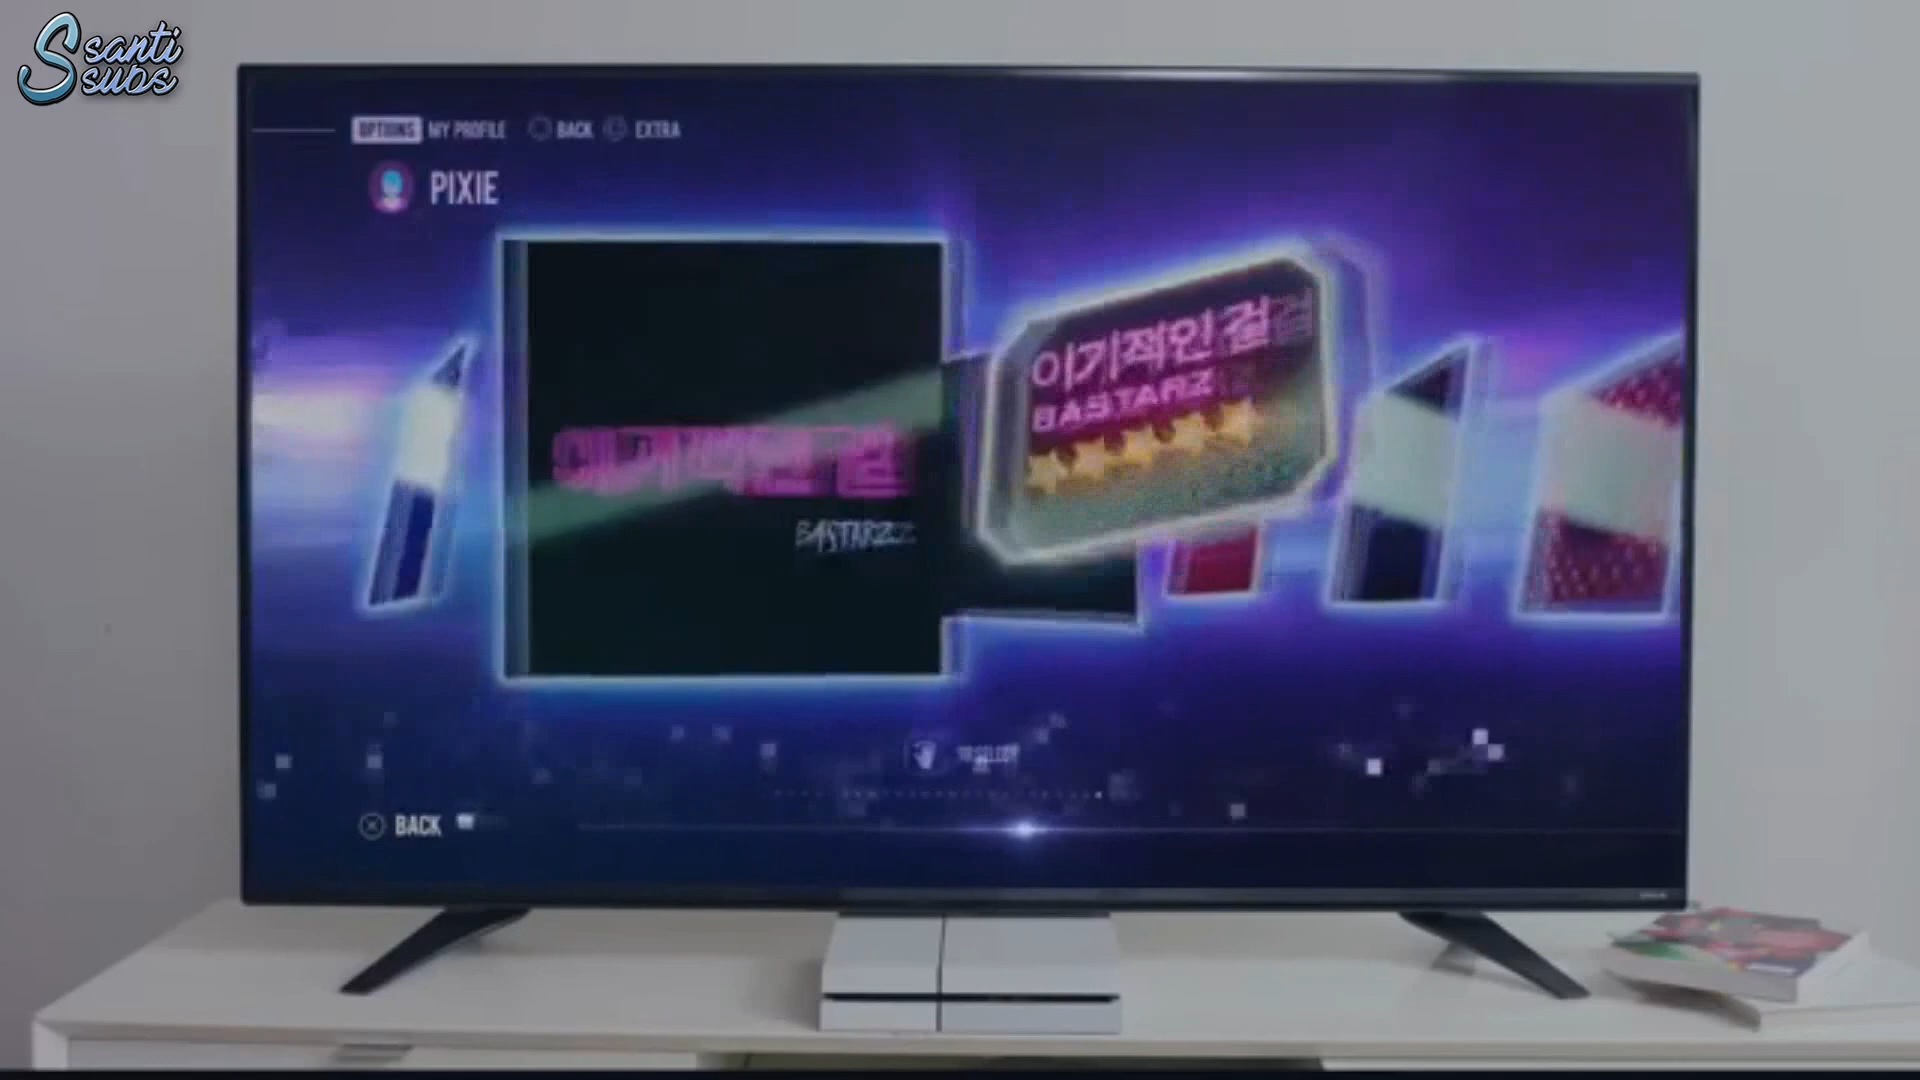 Ssanti
subs
OPTIONS MY PROFILE BACK EXTRA
PIXIE
이기적인 걸
BASTARZ
이기적인 걸
BASTARZ
BACK